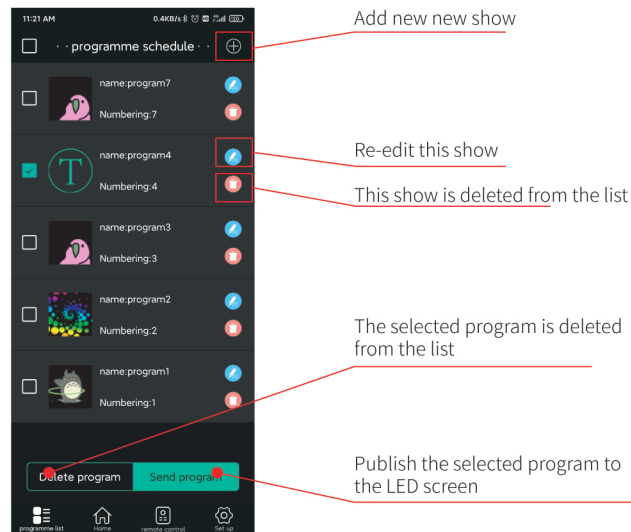 11:21 AM 0.4KB/s
Add new new show
· · programme schedule · ·
name:program7
Numbering:7
name:program4
T
Numbering:4
Re-edit this show
This show is deleted from the list
name:program3
Numbering:3
name:program2
Numbering:2
name:program1
Numbering:1
The selected program is deleted
from the list
Delete program Send program
Publish the selected program to
the LED screen
programme list Home remote control Set up